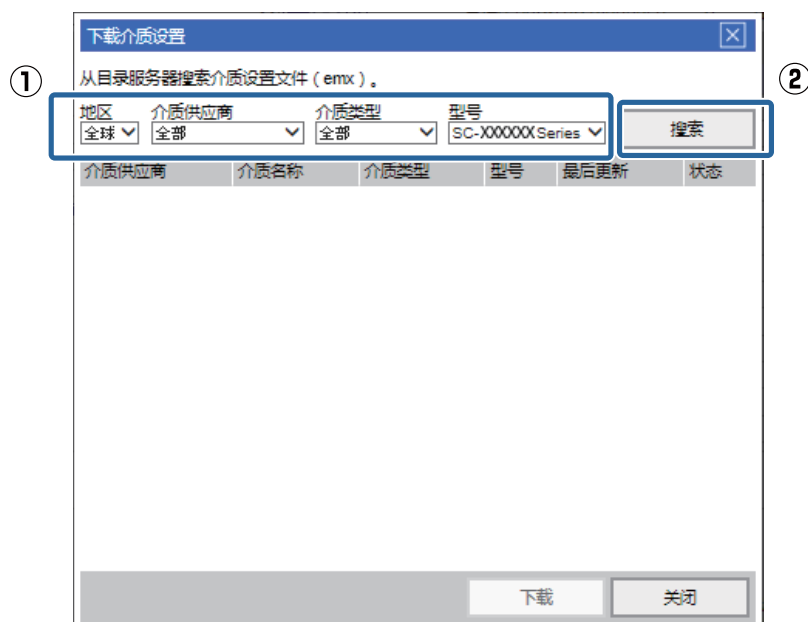 下载介质设置
① ②
从目录服务器搜索介质设置文件（emx）。
地区 介质供应商 介质类型 型号
全球 全部 全部 SC-XXXXXX Series 搜索
介质供应商 介质名称 介质类型 型号 最后更新 状态
下载 关闭